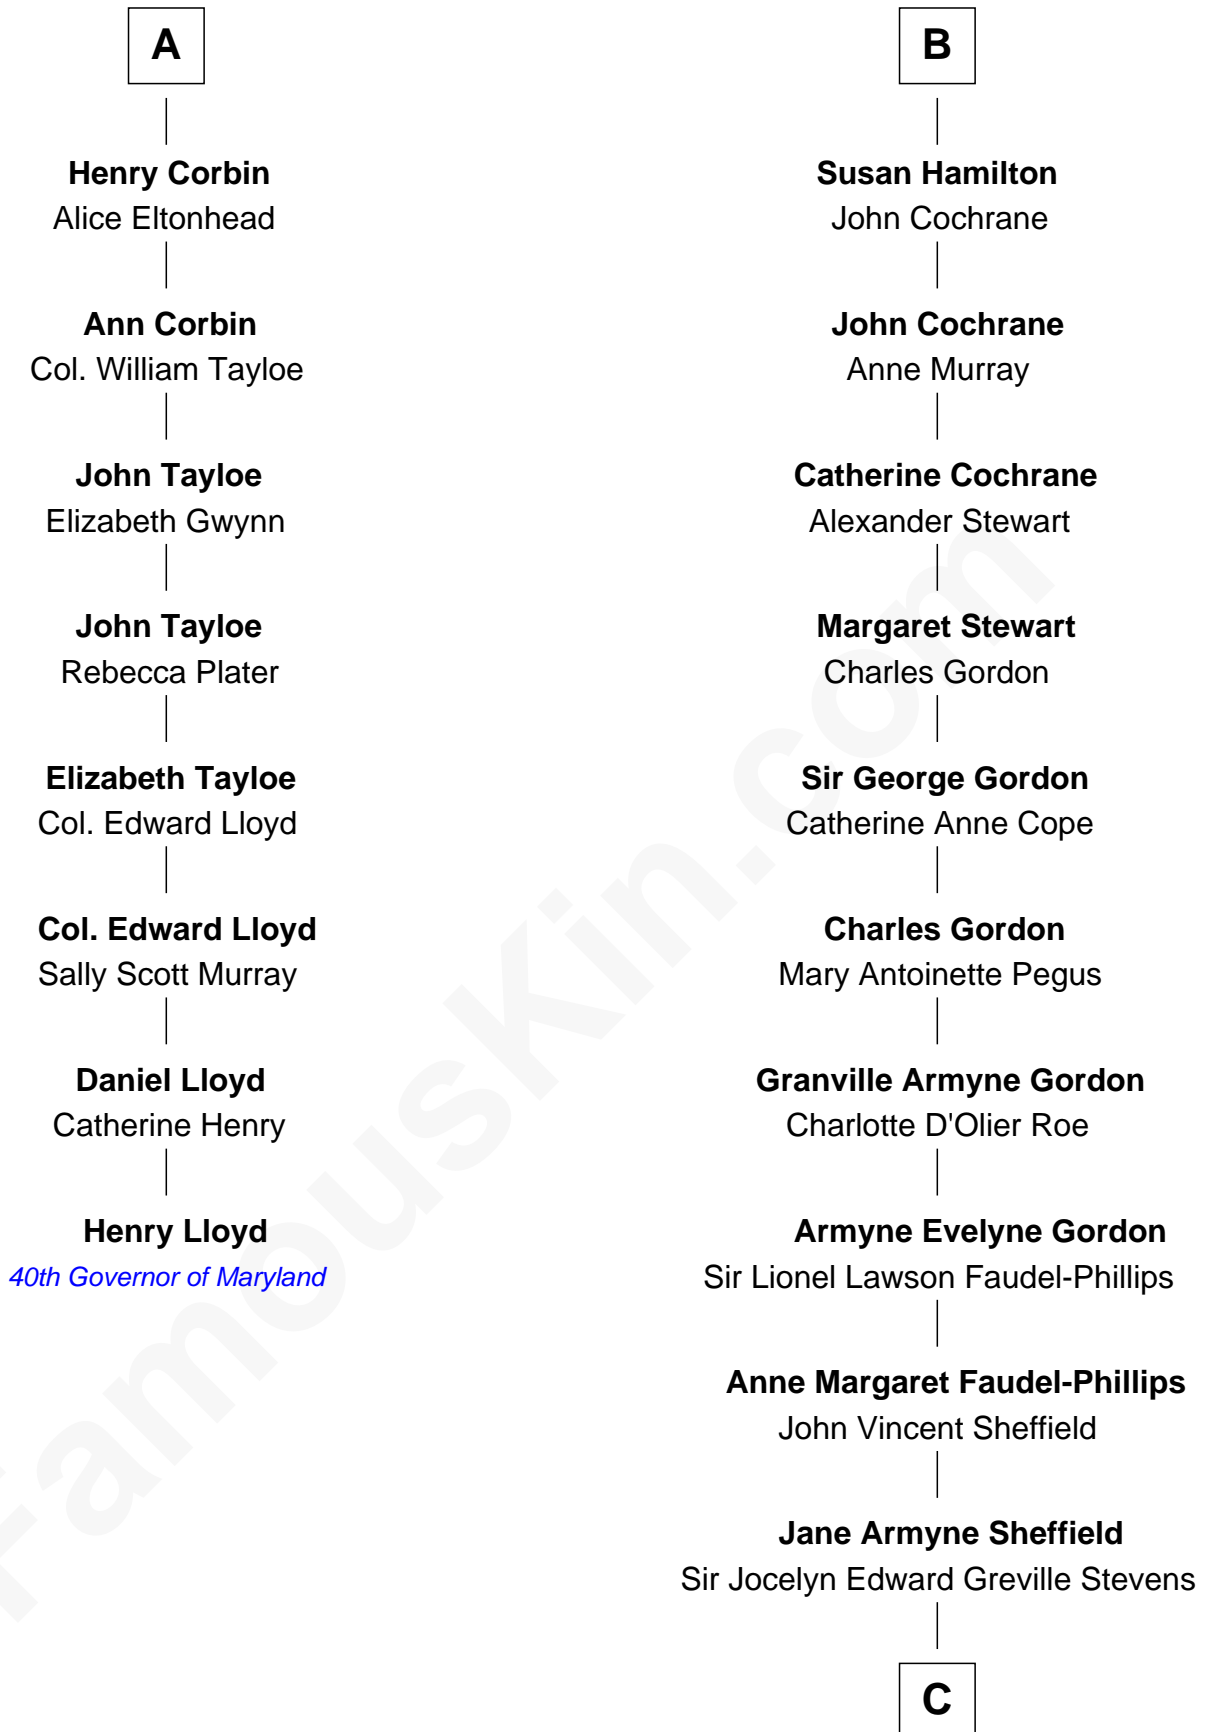 A
Henry Corbin
Alice Eltonhead
Ann Corbin
Col. William Tayloe
John Tayloe
Elizabeth Gwynn
John Tayloe
Rebecca Plater
Elizabeth Tayloe
Col. Edward Lloyd
Col. Edward Lloyd
Sally Scott Murray
Daniel Lloyd
Catherine Henry
Henry Lloyd
40th Governor of Maryland
B
Susan Hamilton
John Cochrane
John Cochrane
Anne Murray
Catherine Cochrane
Alexander Stewart
Margaret Stewart
Charles Gordon
Sir George Gordon
Catherine Anne Cope
Charles Gordon
Mary Antoinette Pegus
Granville Armyne Gordon
Charlotte D'Olier Roe
Armyne Evelyne Gordon
Sir Lionel Lawson Faudel-Phillips
Anne Margaret Faudel-Phillips
John Vincent Sheffield
Jane Armyne Sheffield
Sir Jocelyn Edward Greville Stevens
C
FamousKin.com